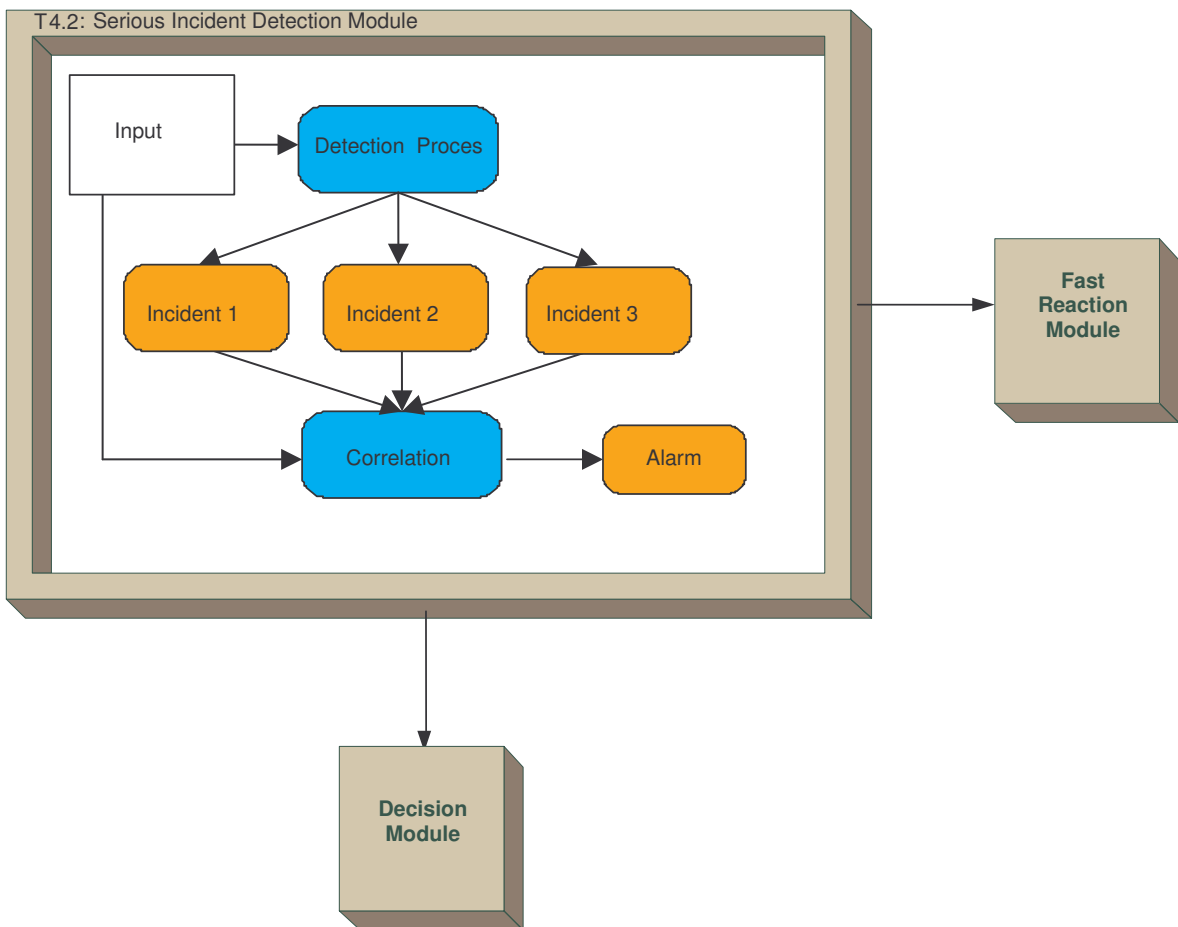 T4.2: Serious Incident Detection Module
Input
Detection Proces
Incident 1
Incident 2
Incident 3
Correlation
Alarm
Fast
Reaction
Module
Decision
Module